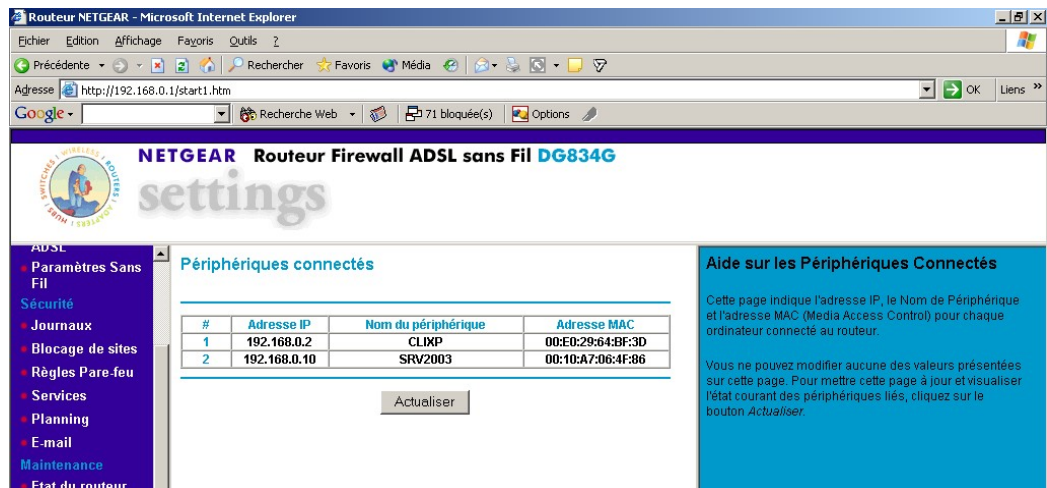 Routeur NETGEAR - Microsoft Internet Explorer
Fichier Edition Affichage Favoris Outils ?
Précédente Rechercher Favoris Média
Adresse http://192.168.0.1/start1.htm OK Liens »
Google Recherche Web 71 bloquée(s) Options
WIRELESS ROUTERS ADAPTERS HUBS SWITCHES
NETGEAR Routeur Firewall ADSL sans Fil DG834G
settings
ADSL
Paramètres Sans
Fil
Sécurité
Journaux
Blocage de sites
Règles Pare-feu
Services
Planning
E-mail
Maintenance
Etat du routeur
Périphériques connectés
# Adresse IP Nom du périphérique Adresse MAC
1 192.168.0.2 CLIXP 00:E0:29:64:BF:3D
2 192.168.0.10 SRV2003 00:10:A7:06:4F:86
Actualiser
Aide sur les Périphériques Connectés
Cette page indique l'adresse IP, le Nom de Périphérique
et l'adresse MAC (Media Access Control) pour chaque
ordinateur connecté au routeur.
Vous ne pouvez modifier aucune des valeurs présentées
sur cette page. Pour mettre cette page à jour et visualiser
l'état courant des périphériques liés, cliquez sur le
bouton Actualiser.